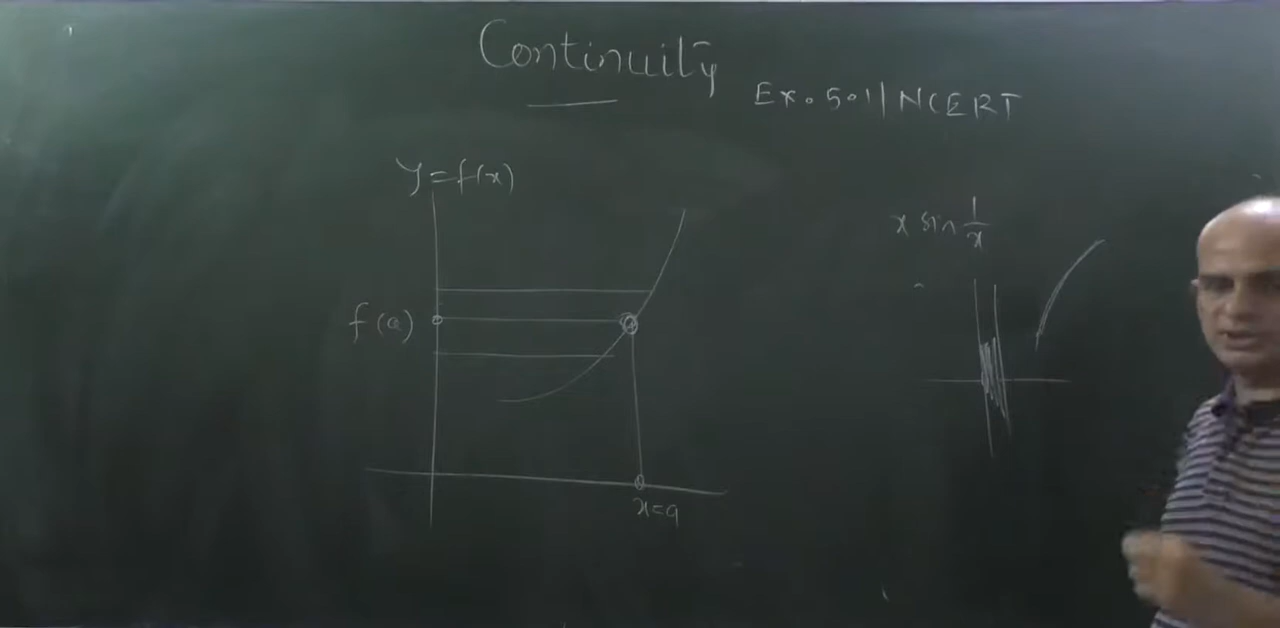 Continuity
Ex. 5.1/NCERT
y=f(x)
x sin 1/x
f(a)
x=a